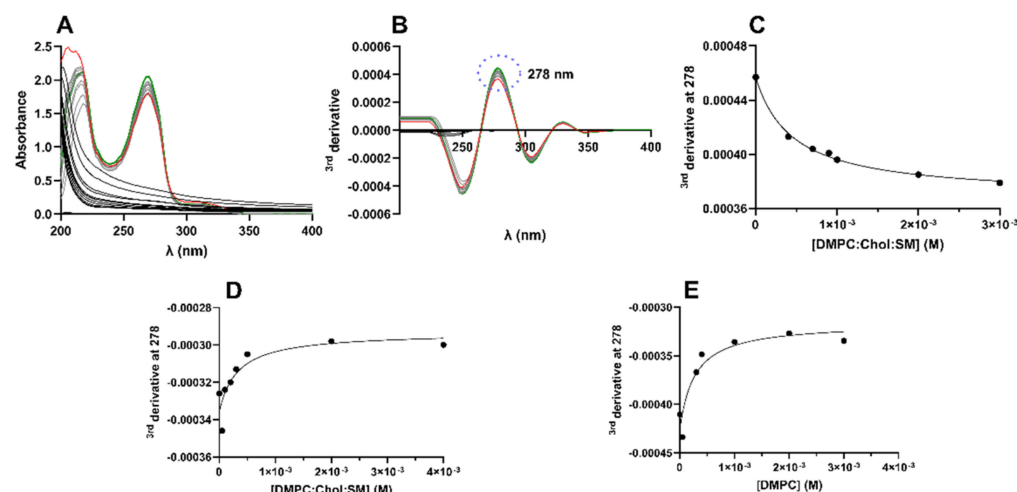 A
Absorbance
2.5
2.0
1.5
1.0
0.5
0.0
200 250 300 350 400
λ (nm)
B
3rd derivative
0.0006
0.0004
0.0002
0.0000
-0.0002
-0.0004
-0.0006
278 nm
250 300 350 400
λ (nm)
C
3rd derivative at 278
0.00048
0.00044
0.00040
0.00036
0 1×10-3 2×10-3 3×10-3
[DMPC:Chol:SM] (M)
D
3rd derivative at 278
-0.00028
-0.00030
-0.00032
-0.00034
-0.00036
0 1×10-3 2×10-3 3×10-3 4×10-3
[DMPC:Chol:SM] (M)
E
3rd derivative at 278
-0.00030
-0.00035
-0.00040
-0.00045
0 1×10-3 2×10-3 3×10-3 4×10-3
[DMPC] (M)